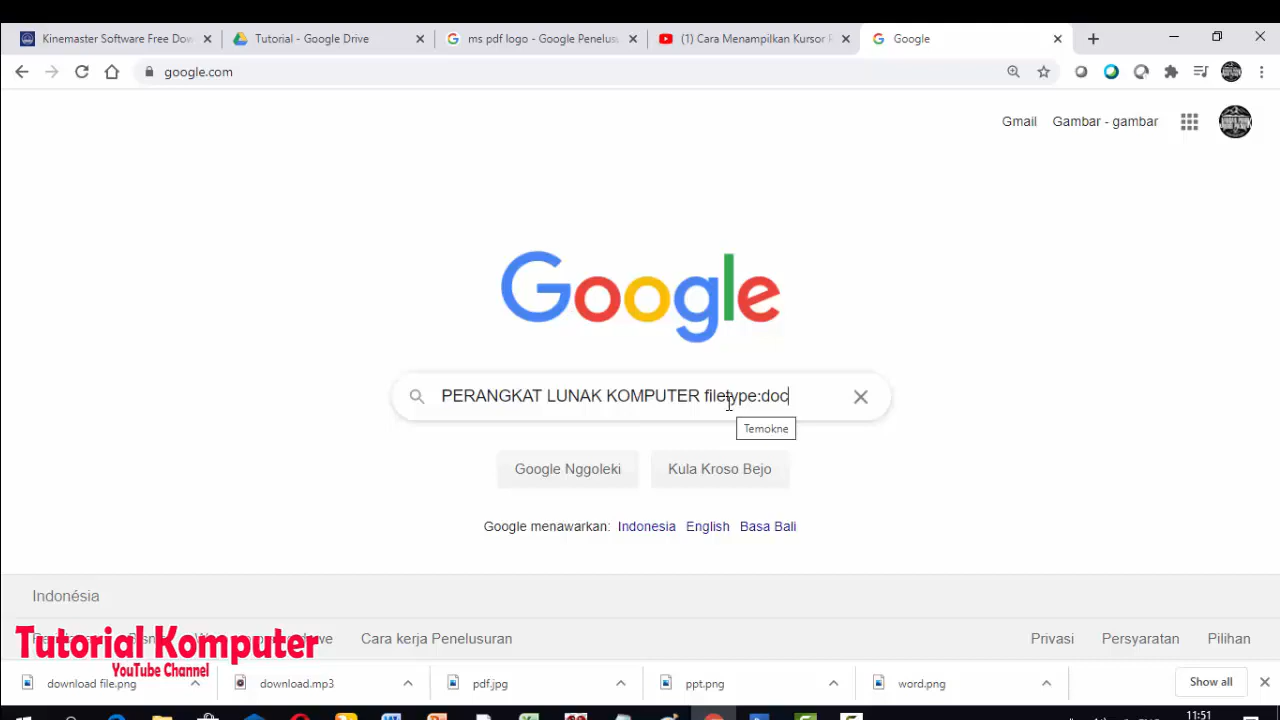 Kinemaster Software Free Dow
Tutorial - Google Drive
ms pdf logo - Google Penelusu
(1) Cara Menampilkan Kursor P
Google
google.com
Gmail
Gambar - gambar
Google
PERANGKAT LUNAK KOMPUTER filetype:doc
Temokne
Google Nggoleki
Kula Kroso Bejo
Google menawarkan: Indonesia English Basa Bali
Indonésia
Cara kerja Penelusuran
Privasi
Persyaratan
Pilihan
Tutorial Komputer
YouTube Channel
download file.png
download.mp3
pdf.jpg
ppt.png
word.png
Show all
11:51